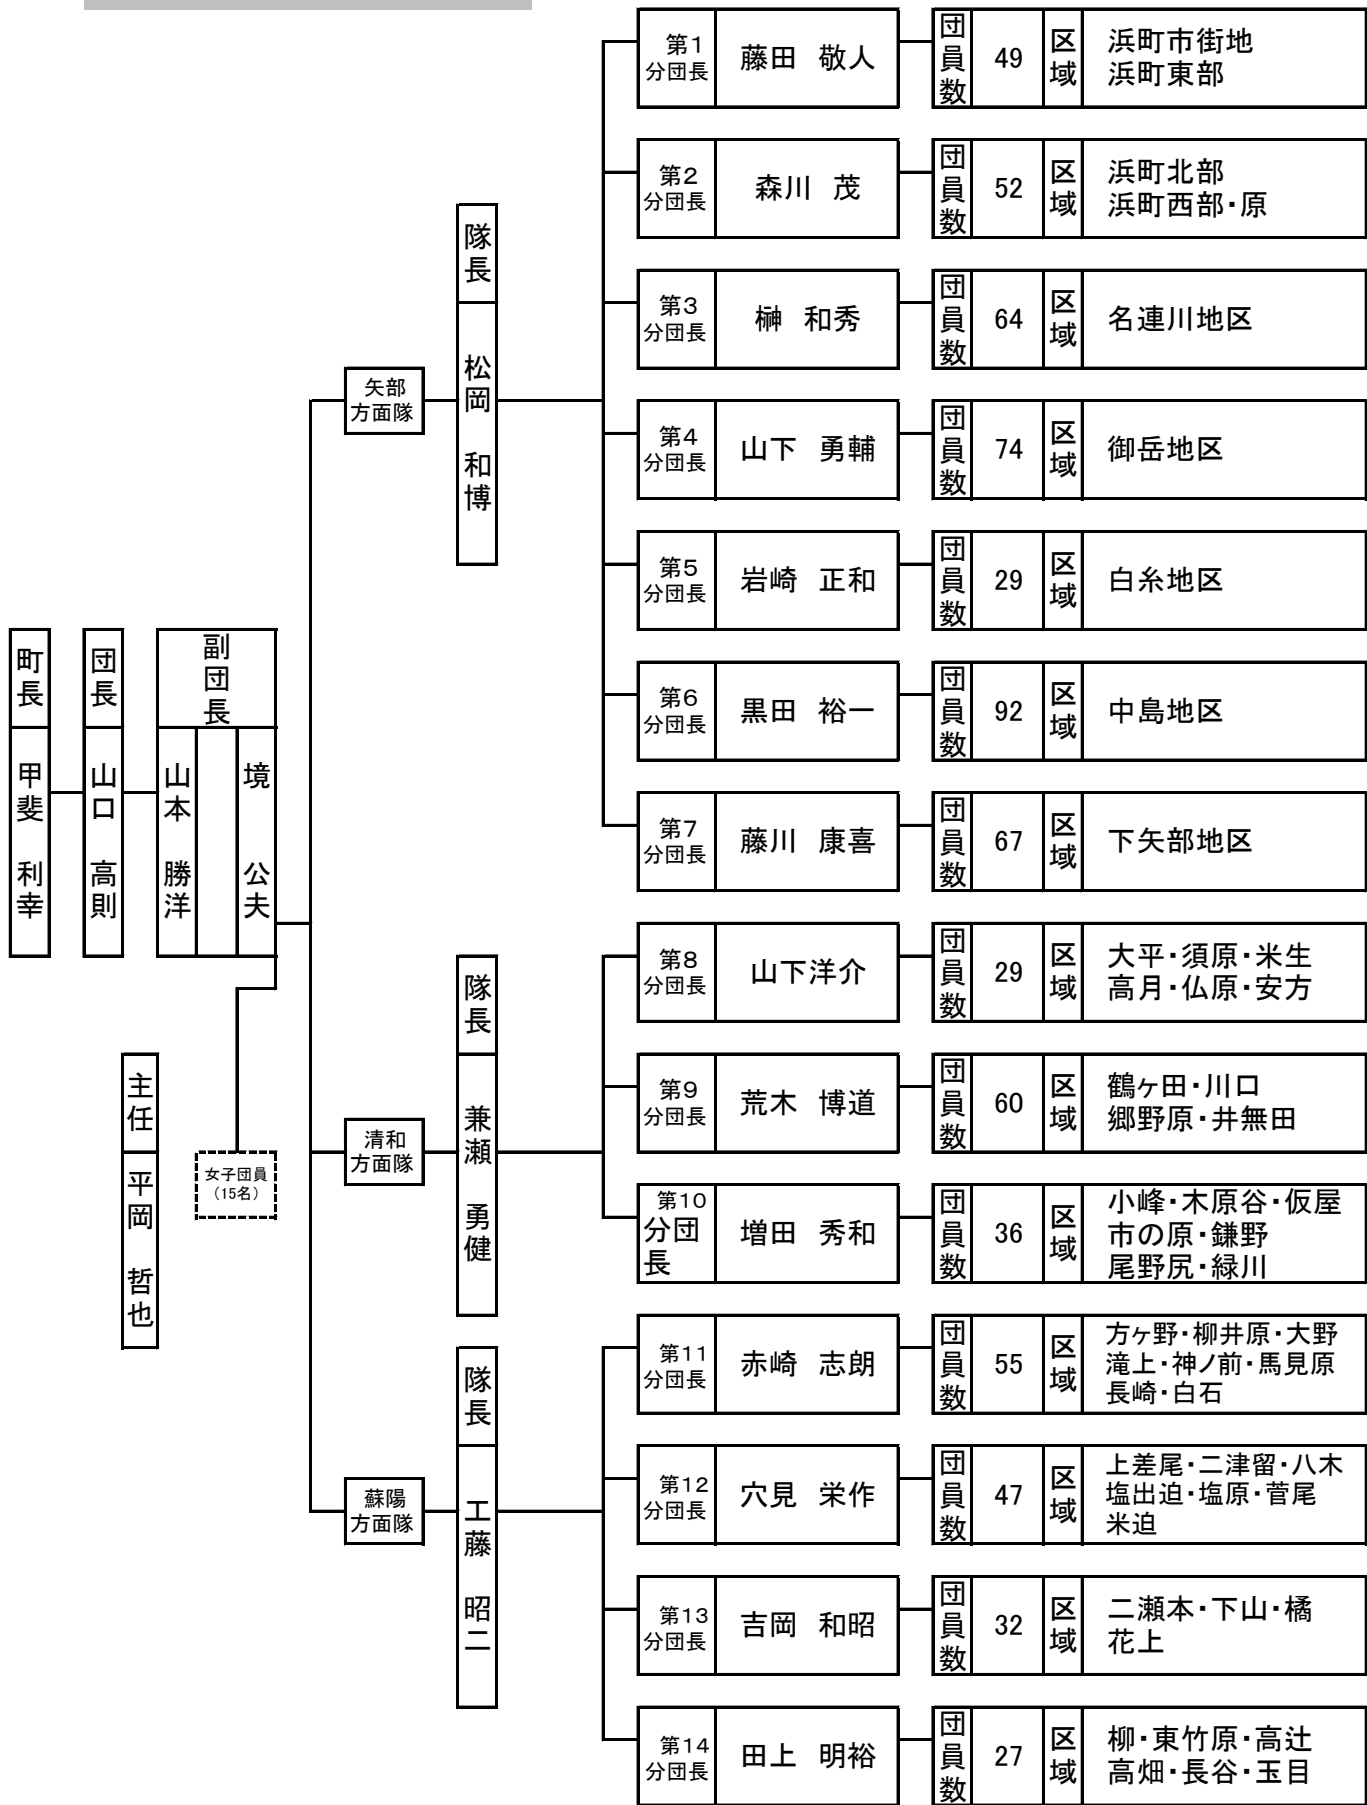 町長
甲斐 利幸
団長
山口 高則
副団長
山本 勝洋
境 公夫
主任
平岡 哲也
女子団員
（15名）
矢部
方面隊
隊長
松岡 和博
第1
分団長
藤田 敬人
団員数
49
区域
浜町市街地
浜町東部
第2
分団長
森川 茂
団員数
52
区域
浜町北部
浜町西部・原
第3
分団長
榊 和秀
団員数
64
区域
名連川地区
第4
分団長
山下 勇輔
団員数
74
区域
御岳地区
第5
分団長
岩崎 正和
団員数
29
区域
白糸地区
第6
分団長
黒田 裕一
団員数
92
区域
中島地区
第7
分団長
藤川 康喜
団員数
67
区域
下矢部地区
清和
方面隊
隊長
兼瀬 勇健
第8
分団長
山下洋介
団員数
29
区域
大平・須原・米生
高月・仏原・安方
第9
分団長
荒木 博道
団員数
60
区域
鶴ヶ田・川口
郷野原・井無田
第10
分団
長
増田 秀和
団員数
36
区域
小峰・木原谷・仮屋
市の原・鎌野
尾野尻・緑川
蘇陽
方面隊
隊長
工藤 昭二
第11
分団長
赤崎 志朗
団員数
55
区域
方ヶ野・柳井原・大野
滝上・神ノ前・馬見原
長崎・白石
第12
分団長
穴見 栄作
団員数
47
区域
上差尾・二津留・八木
塩出迫・塩原・菅尾
米迫
第13
分団長
吉岡 和昭
団員数
32
区域
二瀬本・下山・橘
花上
第14
分団長
田上 明裕
団員数
27
区域
柳・東竹原・高辻
高畑・長谷・玉目